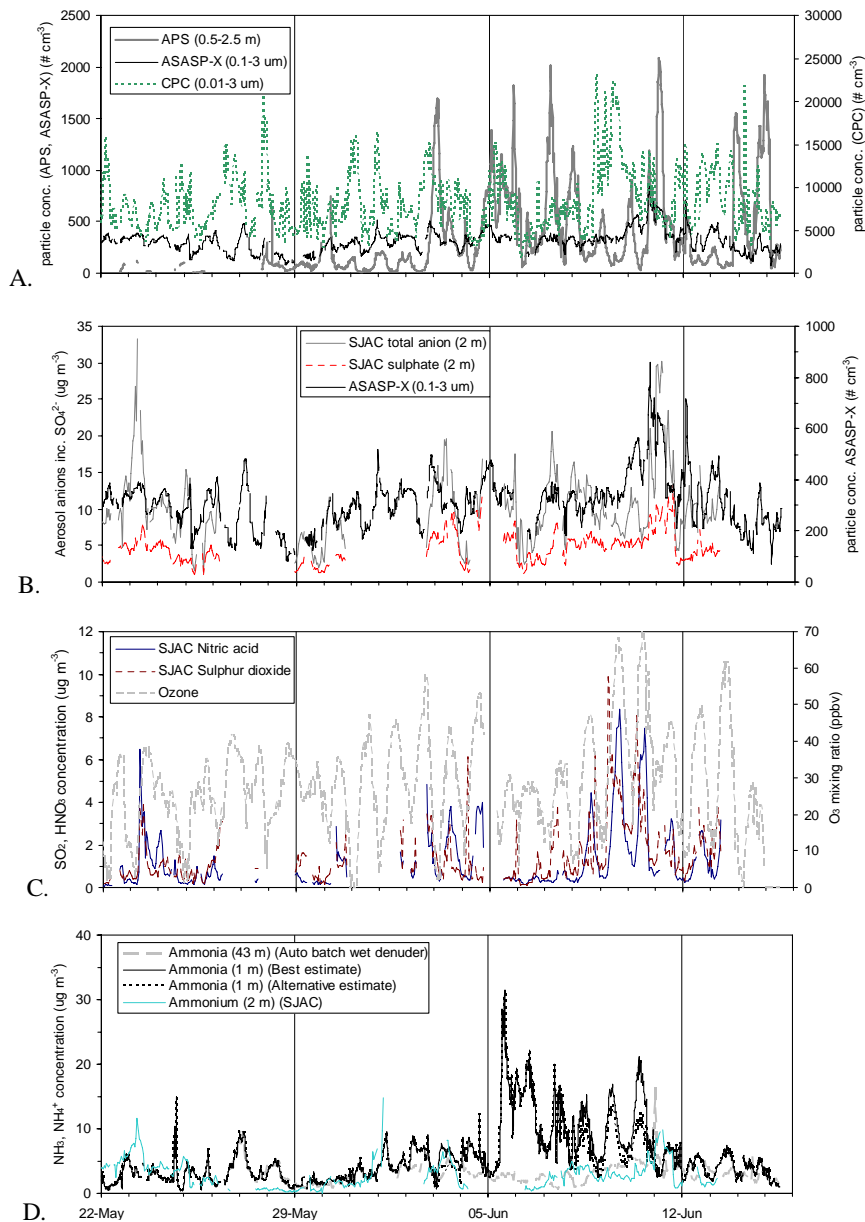 A.
particle conc. (APS, ASASP-X) (# cm-3)
2500
2000
1500
1000
500
0
APS (0.5-2.5 m)
ASASP-X (0.1-3 um)
CPC (0.01-3 um)
30000
25000
20000
15000
10000
5000
0
particle conc. (CPC) (# cm-3)
B.
Aerosol anions inc. SO₄²⁻ (ug m-3)
35
30
25
20
15
10
5
0
SJAC total anion (2 m)
SJAC sulphate (2 m)
ASASP-X (0.1-3 um)
1000
800
600
400
200
0
particle conc. ASASP-X (# cm-3)
C.
SO₂, HNO₃ concentration (ug m-3)
12
10
8
6
4
2
0
SJAC Nitric acid
SJAC Sulphur dioxide
Ozone
70
60
50
40
30
20
10
0
O₃ mixing ratio (ppbv)
D.
NH₃, NH₄⁺ concentration (ug m-3)
40
30
20
10
0
Ammonia (43 m) (Auto batch wet denuder)
Ammonia (1 m) (Best estimate)
Ammonia (1 m) (Alternative estimate)
Ammonium (2 m) (SJAC)
22-May
29-May
05-Jun
12-Jun